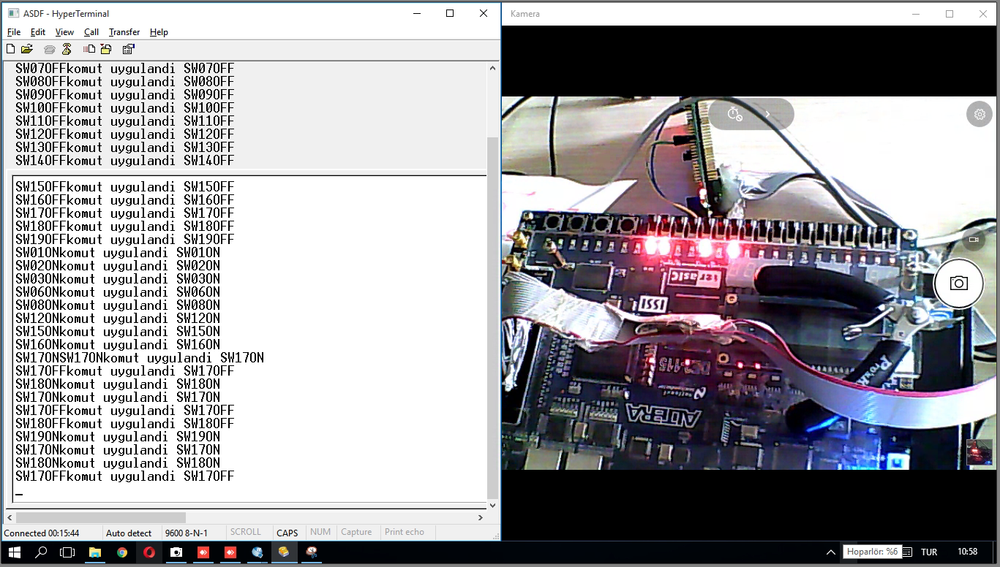 ASDF - HyperTerminal
File Edit View Call Transfer Help
SW07OFFkomut uygulandi SW07OFF
SW08OFFkomut uygulandi SW08OFF
SW09OFFkomut uygulandi SW09OFF
SW10OFFkomut uygulandi SW10OFF
SW11OFFkomut uygulandi SW11OFF
SW12OFFkomut uygulandi SW12OFF
SW13OFFkomut uygulandi SW13OFF
SW14OFFkomut uygulandi SW14OFF
SW15OFFkomut uygulandi SW15OFF
SW16OFFkomut uygulandi SW16OFF
SW17OFFkomut uygulandi SW17OFF
SW18OFFkomut uygulandi SW18OFF
SW19OFFkomut uygulandi SW19OFF
SW01ONkomut uygulandi SW01ON
SW02ONkomut uygulandi SW02ON
SW03ONkomut uygulandi SW03ON
SW06ONkomut uygulandi SW06ON
SW08ONkomut uygulandi SW08ON
SW12ONkomut uygulandi SW12ON
SW15ONkomut uygulandi SW15ON
SW16ONkomut uygulandi SW16ON
SW17ONSW17ONkomut uygulandi SW17ON
SW17OFFkomut uygulandi SW17OFF
SW18ONkomut uygulandi SW18ON
SW17ONkomut uygulandi SW17ON
SW17OFFkomut uygulandi SW17OFF
SW18OFFkomut uygulandi SW18OFF
SW19ONkomut uygulandi SW19ON
SW17ONkomut uygulandi SW17ON
SW18ONkomut uygulandi SW18ON
SW17OFFkomut uygulandi SW17OFF
Connected 00:15:44 Auto detect 9600 8-N-1 SCROLL CAPS NUM Capture Print echo
Kamera
terasIC
ISSI
National
Semiconductor
ALTERA
Hoparlör: %6 TUR 10:58